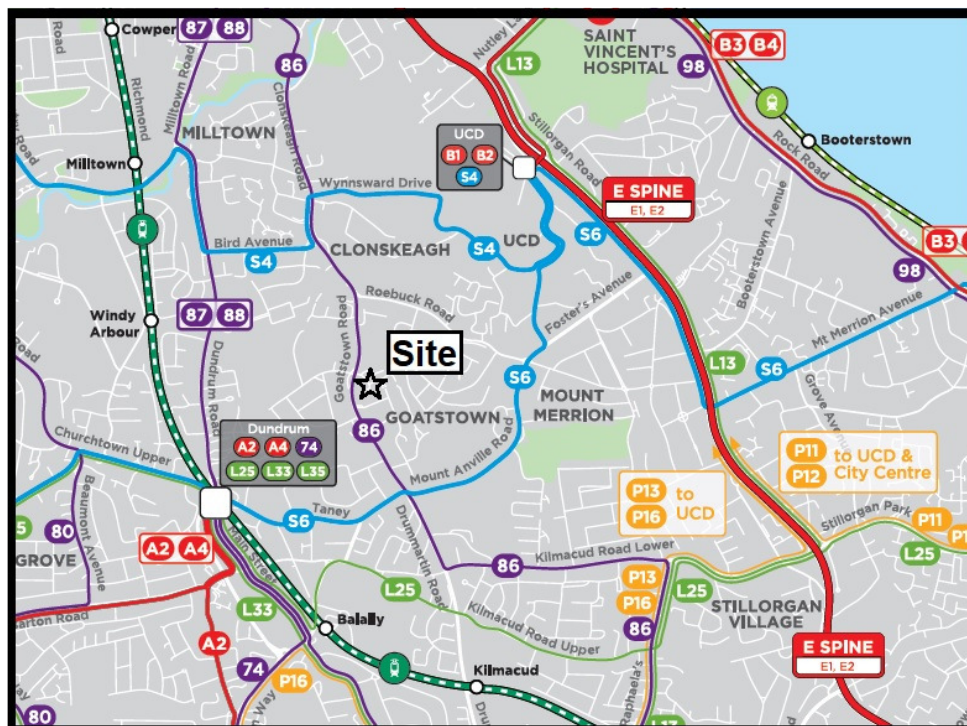 Cowper
87 88
86
Nutley La
SAINT
VINCENT'S
HOSPITAL
B3 B4
98
L13
Road
Richmond
Milltown Road
Clonskeagh Road
MILLTOWN
Milltown
UCD
B1 B2
S4
Stillorgan Road
Booterstown
Rock Road
Wynnsward Drive
E SPINE
E1, E2
Bird Avenue
S4
CLONSKEAGH
S4
UCD
S6
Booterstown Avenue
B3
98
Windy
Arbour
87 88
Roebuck Road
Foster's Avenue
Mt Merrion Avenue
Dundrum Road
Goatstown Road
Site
S6
L13
S6
MOUNT
MERRION
Grove Avenue
GOATSTOWN
86
Churchtown Upper
Dundrum
A2 A4 74
L25 L33 L35
Mount Anville Road
P11
P12
to UCD &
City Centre
P13
P16
to
UCD
Beaumont Avenue
80
Taney
S6
Drummartin Road
Stillorgan Park
P11
L25
GROVE
A2 A4
Main Street
86
Kilmacud Road Lower
P13
P16
L25
86
L33
L25
Kilmacud Road Upper
STILLORGAN
VILLAGE
Barton Road
A2
Balally
E SPINE
E1, E2
74
P16
Kilmacud
Raphaela's
80
L13